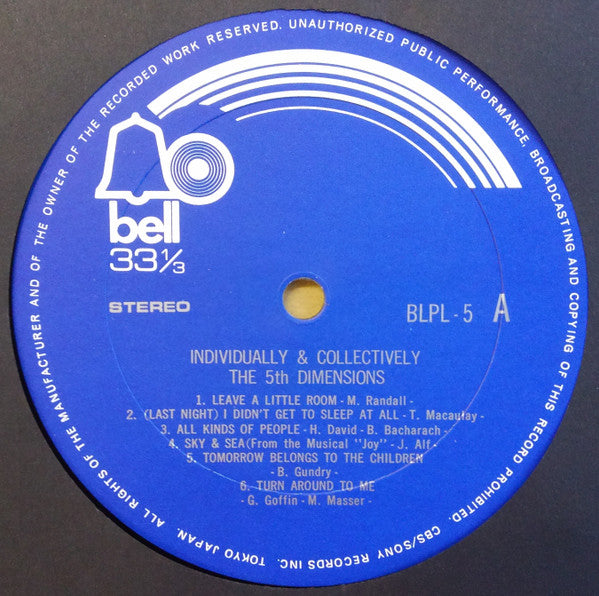 ALL RIGHTS OF THE MANUFACTURER AND OF THE OWNER OF THE RECORDED WORK RESERVED. UNAUTHORIZED PUBLIC PERFORMANCE, BROADCASTING AND COPYING OF THIS RECORD PROHIBITED. CBS/SONY RECORDS INC. TOKYO JAPAN.
bell
33⅓
STEREO
BLPL - 5 A
INDIVIDUALLY & COLLECTIVELY
THE 5th DIMENSIONS
1. LEAVE A LITTLE ROOM - M. Randall -
2. (LAST NIGHT) I DIDN'T GET TO SLEEP AT ALL - T. Macaulay -
3. ALL KINDS OF PEOPLE - H. David - B. Bacharach -
4. SKY & SEA(From the Musical "Joy" - J. Alf -
5. TOMORROW BELONGS TO THE CHILDREN
- B. Gundry -
6. TURN AROUND TO ME
- G. Goffin - M. Masser -